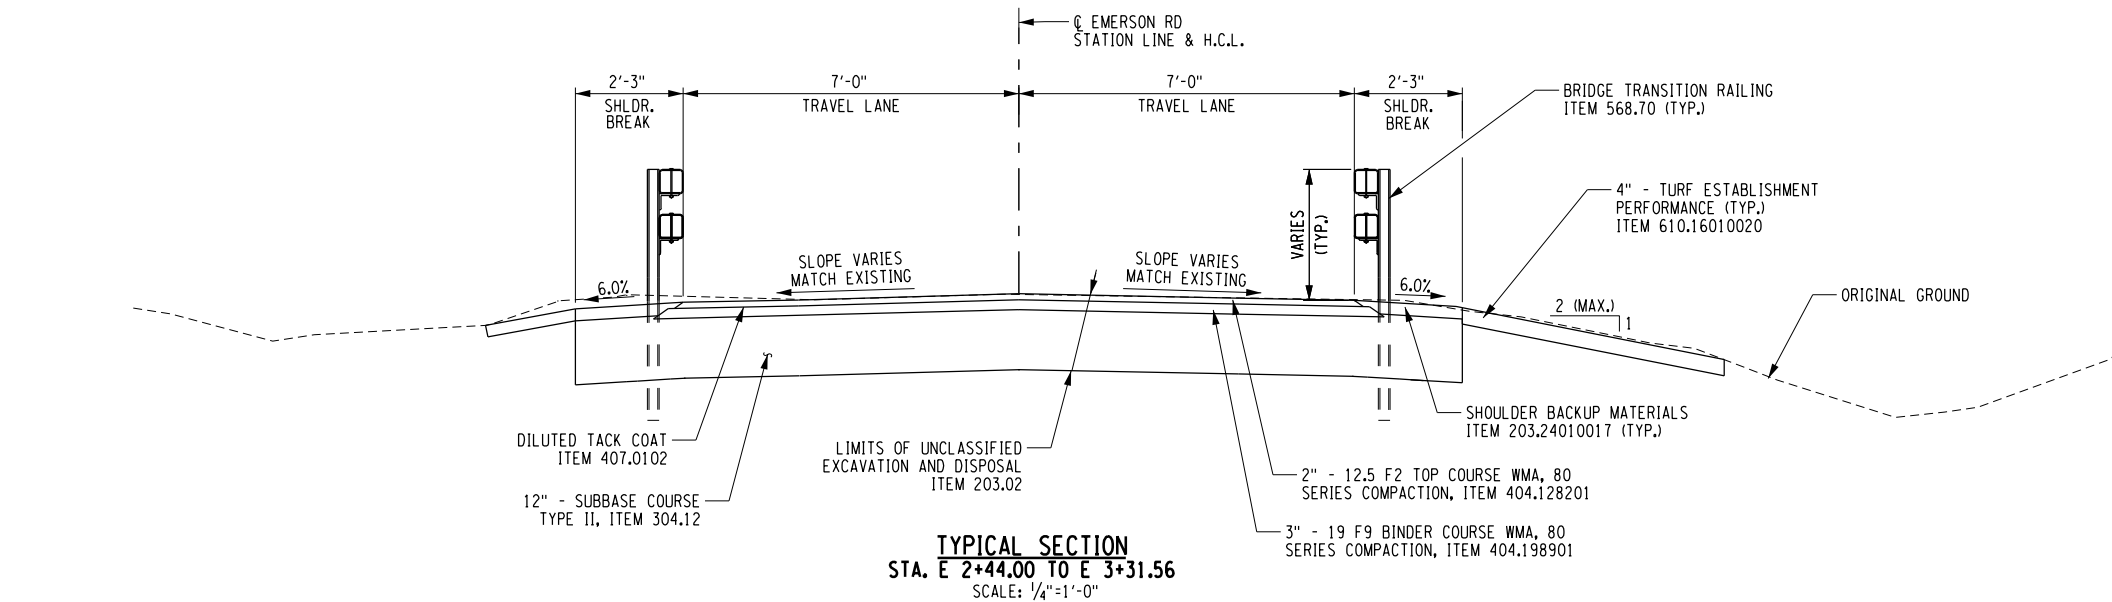 ℄ EMERSON RD
STATION LINE & H.C.L.
2'-3"
7'-0"
7'-0"
2'-3"
SHLDR.
BREAK
TRAVEL LANE
TRAVEL LANE
SHLDR.
BREAK
BRIDGE TRANSITION RAILING
ITEM 568.70 (TYP.)
4" - TURF ESTABLISHMENT
PERFORMANCE (TYP.)
ITEM 610.16010020
VARIES
(TYP.)
SLOPE VARIES
MATCH EXISTING
SLOPE VARIES
MATCH EXISTING
6.0%
6.0%
2 (MAX.)
1
ORIGINAL GROUND
S
SHOULDER BACKUP MATERIALS
ITEM 203.24010017 (TYP.)
DILUTED TACK COAT
ITEM 407.0102
LIMITS OF UNCLASSIFIED
EXCAVATION AND DISPOSAL
ITEM 203.02
2" - 12.5 F2 TOP COURSE WMA, 80
SERIES COMPACTION, ITEM 404.128201
12" - SUBBASE COURSE
TYPE II, ITEM 304.12
3" - 19 F9 BINDER COURSE WMA, 80
SERIES COMPACTION, ITEM 404.198901
TYPICAL SECTION
STA. E 2+44.00 TO E 3+31.56
SCALE: 1/4"=1'-0"